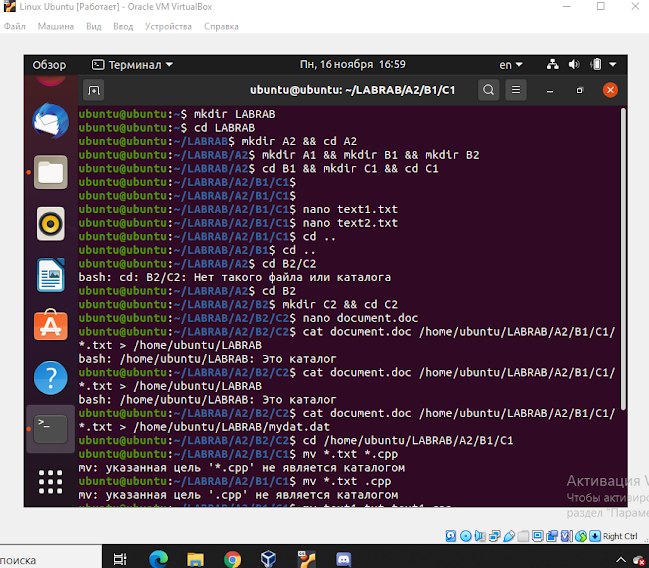 Linux Ubuntu [Работает] - Oracle VM VirtualBox
Файл Машина Вид Ввод Устройства Справка
Обзор Терминал Пн, 16 ноября 16:59 en
ubuntu@ubuntu: ~/LABRAB/A2/B1/C1
ubuntu@ubuntu:~$ mkdir LABRAB
ubuntu@ubuntu:~$ cd LABRAB
ubuntu@ubuntu:~/LABRAB$ mkdir A2 && cd A2
ubuntu@ubuntu:~/LABRAB/A2$ mkdir A1 && mkdir B1 && mkdir B2
ubuntu@ubuntu:~/LABRAB/A2$ cd B1 && mkdir C1 && cd C1
ubuntu@ubuntu:~/LABRAB/A2/B1/C1$
ubuntu@ubuntu:~/LABRAB/A2/B1/C1$
ubuntu@ubuntu:~/LABRAB/A2/B1/C1$ nano text1.txt
ubuntu@ubuntu:~/LABRAB/A2/B1/C1$ nano text2.txt
ubuntu@ubuntu:~/LABRAB/A2/B1/C1$ cd ..
ubuntu@ubuntu:~/LABRAB/A2/B1$ cd ..
ubuntu@ubuntu:~/LABRAB/A2$ cd B2/C2
bash: cd: B2/C2: Нет такого файла или каталога
ubuntu@ubuntu:~/LABRAB/A2$ cd B2
ubuntu@ubuntu:~/LABRAB/A2/B2$ mkdir C2 && cd C2
ubuntu@ubuntu:~/LABRAB/A2/B2/C2$ nano document.doc
ubuntu@ubuntu:~/LABRAB/A2/B2/C2$ cat document.doc /home/ubuntu/LABRAB/A2/B1/C1/
*.txt > /home/ubuntu/LABRAB
bash: /home/ubuntu/LABRAB: Это каталог
ubuntu@ubuntu:~/LABRAB/A2/B2/C2$ cat document.doc /home/ubuntu/LABRAB/A2/B1/C1/
*.txt > /home/ubuntu/LABRAB
bash: /home/ubuntu/LABRAB: Это каталог
ubuntu@ubuntu:~/LABRAB/A2/B2/C2$ cat document.doc /home/ubuntu/LABRAB/A2/B1/C1/
*.txt > /home/ubuntu/LABRAB/mydat.dat
ubuntu@ubuntu:~/LABRAB/A2/B2/C2$ cd /home/ubuntu/LABRAB/A2/B1/C1
ubuntu@ubuntu:~/LABRAB/A2/B1/C1$ mv *.txt *.cpp
mv: указанная цель '*.cpp' не является каталогом
ubuntu@ubuntu:~/LABRAB/A2/B1/C1$ mv *.txt .cpp
mv: указанная цель '.cpp' не является каталогом
Активация W
Чтобы активиро
раздел "Параме
Right Ctrl
поиска